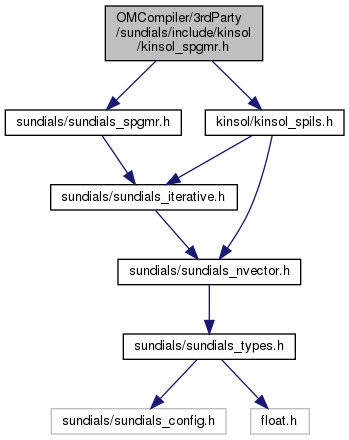 OMCompiler/3rdParty
/sundials/include/kinsol
/kinsol_spgmr.h
sundials/sundials_spgmr.h
kinsol/kinsol_spils.h
sundials/sundials_iterative.h
sundials/sundials_nvector.h
sundials/sundials_types.h
sundials/sundials_config.h
float.h